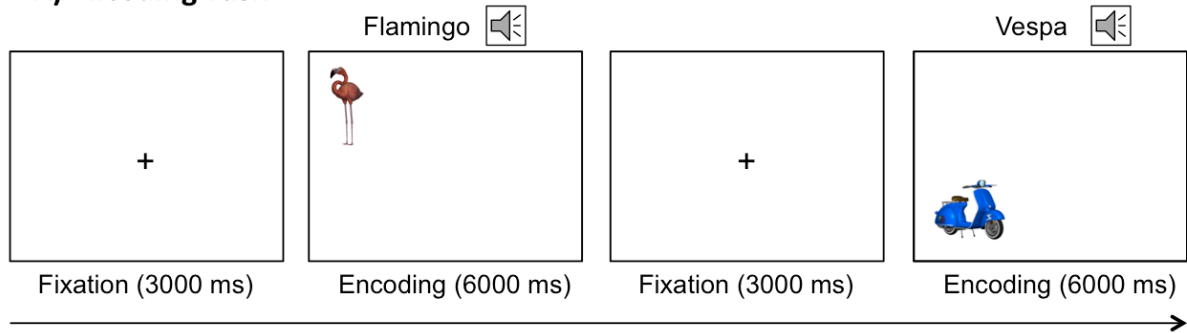 Flamingo
Vespa
+
+
Fixation (3000 ms)
Encoding (6000 ms)
Fixation (3000 ms)
Encoding (6000 ms)